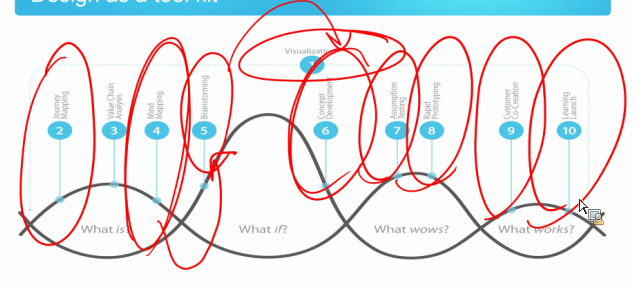 Design as a tool kit
Visualization
1
Journey
Mapping
2
Value Chain
Analysis
3
Mind
Mapping
4
Brainstorming
5
Concept
Development
6
Assumption
Testing
7
Rapid
Prototyping
8
Customer
Co-Creation
9
Learning
Launch
10
What is?
What if?
What wows?
What works?